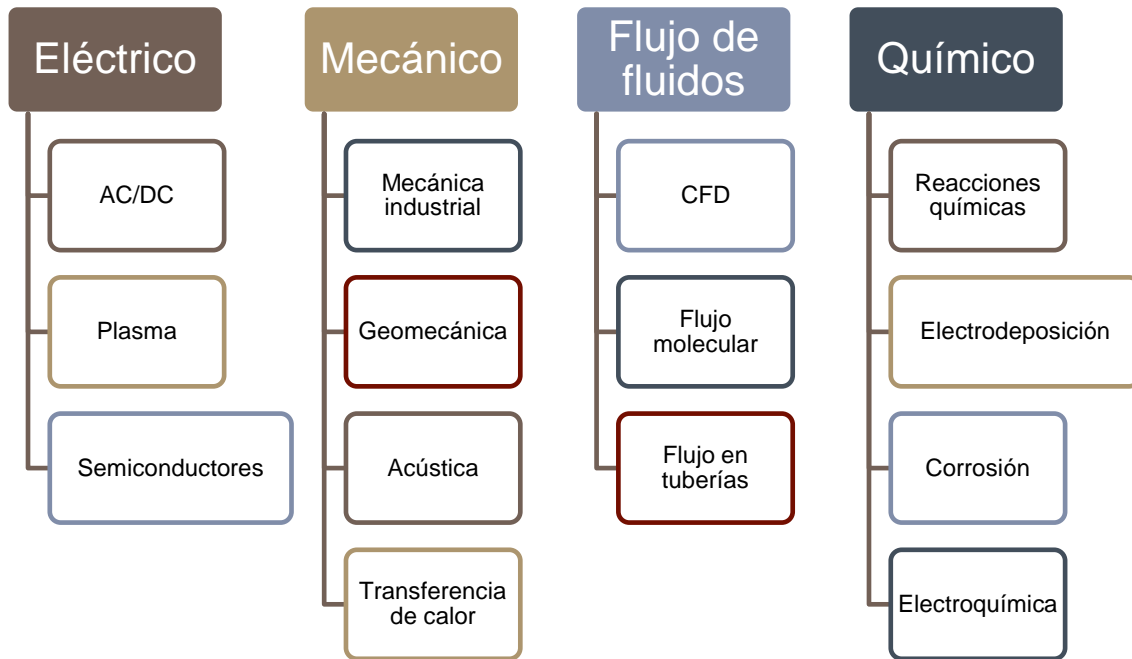 Eléctrico
AC/DC
Plasma
Semiconductores
Mecánico
Mecánica
industrial
Geomecánica
Acústica
Transferencia
de calor
Flujo de
fluidos
CFD
Flujo
molecular
Flujo en
tuberías
Químico
Reacciones
químicas
Electrodeposición
Corrosión
Electroquímica